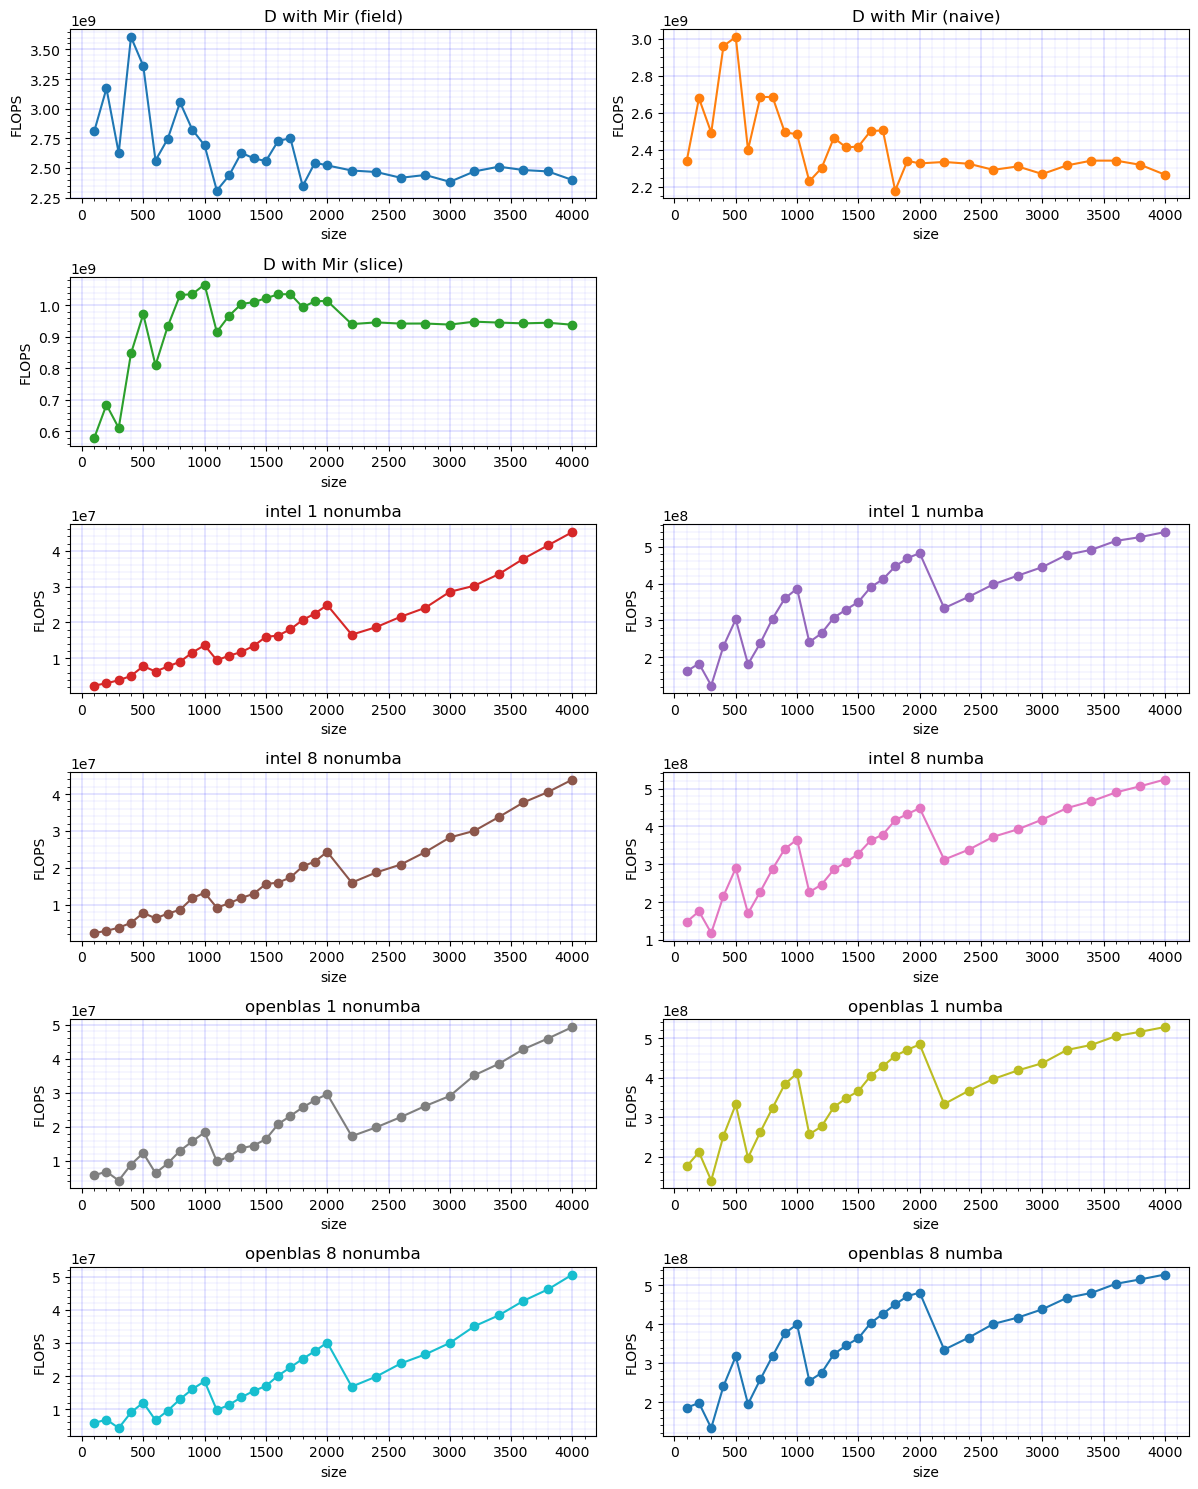 D with Mir (field)
1e9
3.50
3.25
3.00
2.75
2.50
2.25
FLOPS
0 500 1000 1500 2000 2500 3000 3500 4000
size
D with Mir (naive)
1e9
3.0
2.8
2.6
2.4
2.2
FLOPS
0 500 1000 1500 2000 2500 3000 3500 4000
size
D with Mir (slice)
1e9
1.0
0.9
0.8
0.7
0.6
FLOPS
0 500 1000 1500 2000 2500 3000 3500 4000
size
intel 1 nonumba
1e7
4
3
2
1
FLOPS
0 500 1000 1500 2000 2500 3000 3500 4000
size
intel 1 numba
1e8
5
4
3
2
FLOPS
0 500 1000 1500 2000 2500 3000 3500 4000
size
intel 8 nonumba
1e7
4
3
2
1
FLOPS
0 500 1000 1500 2000 2500 3000 3500 4000
size
intel 8 numba
1e8
5
4
3
2
1
FLOPS
0 500 1000 1500 2000 2500 3000 3500 4000
size
openblas 1 nonumba
1e7
5
4
3
2
1
FLOPS
0 500 1000 1500 2000 2500 3000 3500 4000
size
openblas 1 numba
1e8
5
4
3
2
FLOPS
0 500 1000 1500 2000 2500 3000 3500 4000
size
openblas 8 nonumba
1e7
5
4
3
2
1
FLOPS
0 500 1000 1500 2000 2500 3000 3500 4000
size
openblas 8 numba
1e8
5
4
3
2
FLOPS
0 500 1000 1500 2000 2500 3000 3500 4000
size